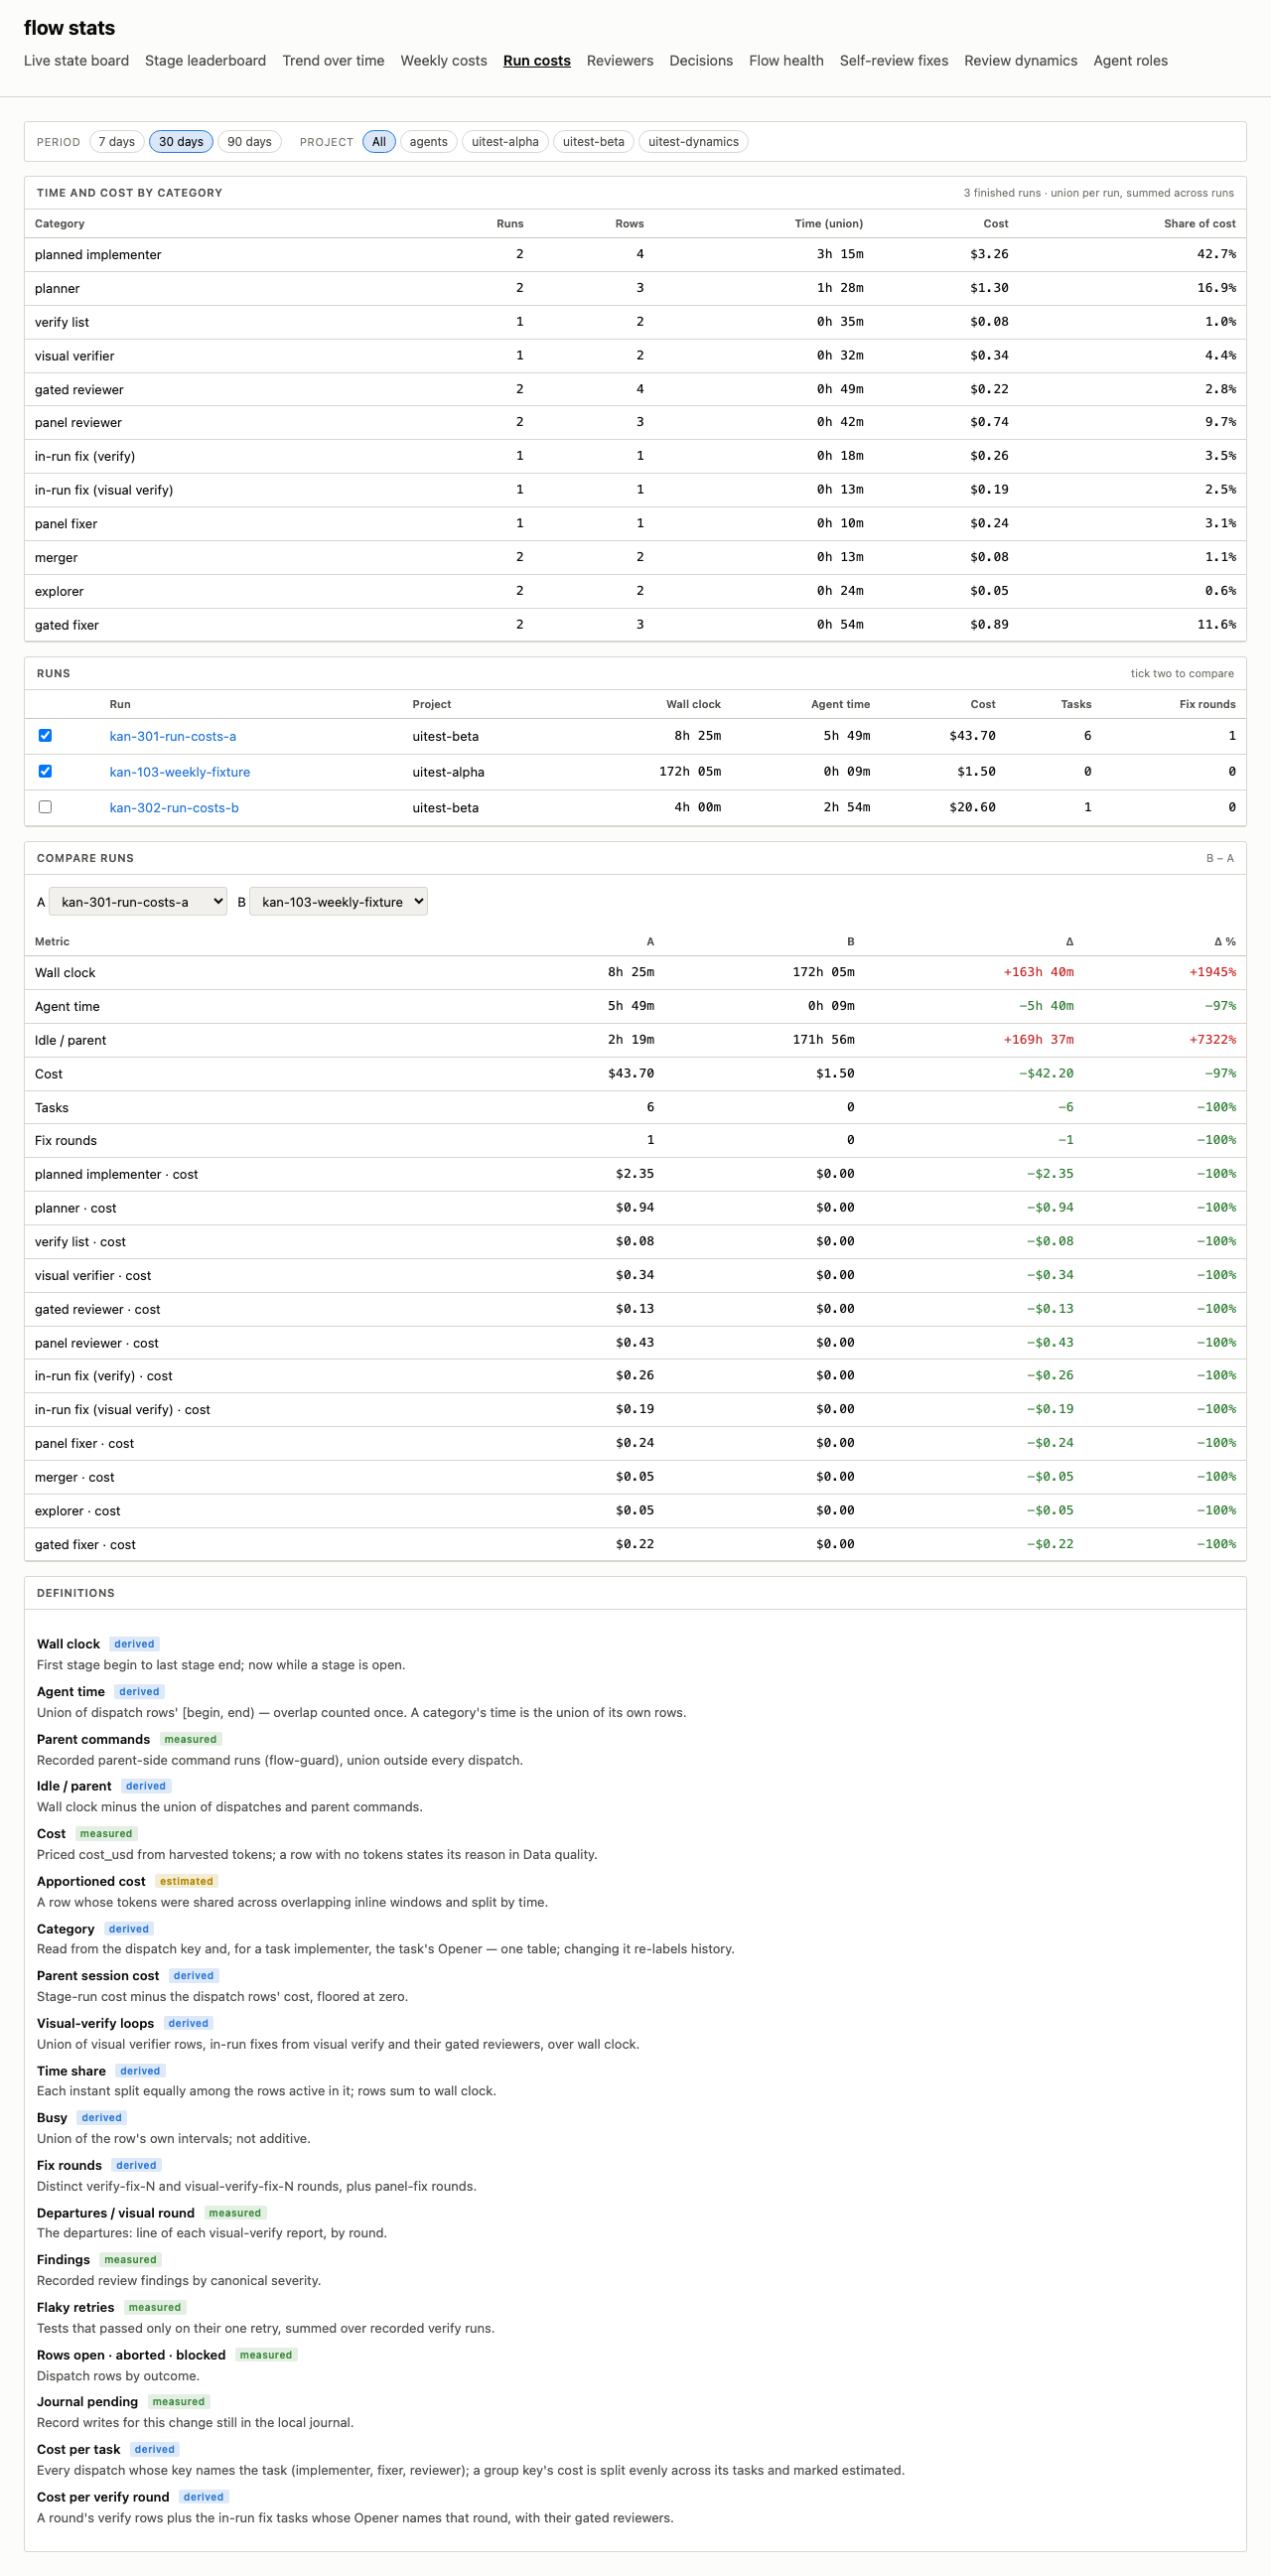 flow stats
Live state board Stage leaderboard Trend over time Weekly costs Run costs Reviewers Decisions Flow health Self-review fixes Review dynamics Agent roles
PERIOD 7 days 30 days 90 days PROJECT All agents uitest-alpha uitest-beta uitest-dynamics
TIME AND COST BY CATEGORY 3 finished runs · union per run, summed across runs
Category Runs Rows Time (union) Cost Share of cost
planned implementer 2 4 3h 15m $3.26 42.7%
planner 2 3 1h 28m $1.30 16.9%
verify list 1 2 0h 35m $0.08 1.0%
visual verifier 1 2 0h 32m $0.34 4.4%
gated reviewer 2 4 0h 49m $0.22 2.8%
panel reviewer 2 3 0h 42m $0.74 9.7%
in-run fix (verify) 1 1 0h 18m $0.26 3.5%
in-run fix (visual verify) 1 1 0h 13m $0.19 2.5%
panel fixer 1 1 0h 10m $0.24 3.1%
merger 2 2 0h 13m $0.08 1.1%
explorer 2 2 0h 24m $0.05 0.6%
gated fixer 2 3 0h 54m $0.89 11.6%
RUNS tick two to compare
Run Project Wall clock Agent time Cost Tasks Fix rounds
kan-301-run-costs-a uitest-beta 8h 25m 5h 49m $43.70 6 1
kan-103-weekly-fixture uitest-alpha 172h 05m 0h 09m $1.50 0 0
kan-302-run-costs-b uitest-beta 4h 00m 2h 54m $20.60 1 0
COMPARE RUNS B – A
A kan-301-run-costs-a B kan-103-weekly-fixture
Metric A B Δ Δ %
Wall clock 8h 25m 172h 05m +163h 40m +1945%
Agent time 5h 49m 0h 09m −5h 40m −97%
Idle / parent 2h 19m 171h 56m +169h 37m +7322%
Cost $43.70 $1.50 −$42.20 −97%
Tasks 6 0 −6 −100%
Fix rounds 1 0 −1 −100%
planned implementer · cost $2.35 $0.00 −$2.35 −100%
planner · cost $0.94 $0.00 −$0.94 −100%
verify list · cost $0.08 $0.00 −$0.08 −100%
visual verifier · cost $0.34 $0.00 −$0.34 −100%
gated reviewer · cost $0.13 $0.00 −$0.13 −100%
panel reviewer · cost $0.43 $0.00 −$0.43 −100%
in-run fix (verify) · cost $0.26 $0.00 −$0.26 −100%
in-run fix (visual verify) · cost $0.19 $0.00 −$0.19 −100%
panel fixer · cost $0.24 $0.00 −$0.24 −100%
merger · cost $0.05 $0.00 −$0.05 −100%
explorer · cost $0.05 $0.00 −$0.05 −100%
gated fixer · cost $0.22 $0.00 −$0.22 −100%
DEFINITIONS
Wall clock derived
First stage begin to last stage end; now while a stage is open.
Agent time derived
Union of dispatch rows' [begin, end) — overlap counted once. A category's time is the union of its own rows.
Parent commands measured
Recorded parent-side command runs (flow-guard), union outside every dispatch.
Idle / parent derived
Wall clock minus the union of dispatches and parent commands.
Cost measured
Priced cost_usd from harvested tokens; a row with no tokens states its reason in Data quality.
Apportioned cost estimated
A row whose tokens were shared across overlapping inline windows and split by time.
Category derived
Read from the dispatch key and, for a task implementer, the task's Opener — one table; changing it re-labels history.
Parent session cost derived
Stage-run cost minus the dispatch rows' cost, floored at zero.
Visual-verify loops derived
Union of visual verifier rows, in-run fixes from visual verify and their gated reviewers, over wall clock.
Time share derived
Each instant split equally among the rows active in it; rows sum to wall clock.
Busy derived
Union of the row's own intervals; not additive.
Fix rounds derived
Distinct verify-fix-N and visual-verify-fix-N rounds, plus panel-fix rounds.
Departures / visual round measured
The departures: line of each visual-verify report, by round.
Findings measured
Recorded review findings by canonical severity.
Flaky retries measured
Tests that passed only on their one retry, summed over recorded verify runs.
Rows open · aborted · blocked measured
Dispatch rows by outcome.
Journal pending measured
Record writes for this change still in the local journal.
Cost per task derived
Every dispatch whose key names the task (implementer, fixer, reviewer); a group key's cost is split evenly across its tasks and marked estimated.
Cost per verify round derived
A round's verify rows plus the in-run fix tasks whose Opener names that round, with their gated reviewers.